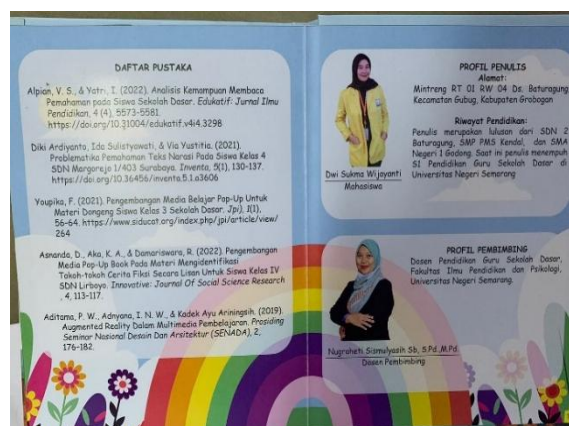 DAFTAR PUSTAKA
Alpian, V. S., & Yatri, I. (2022). Analisis Kemampuan Membaca
Pemahaman pada Siswa Sekolah Dasar. Edukatif: Jurnal Ilmu
Pendidikan, 4 (4), 5573-5581.
https://doi.org/10.31004/edukatif.v4i4.3298
Diki Ardiyanto, Ida Sulistyawati, & Via Yustitia. (2021).
Problematika Pemahaman Teks Narasi Pada Siswa Kelas 4
SDN Margorejo 1/403 Surabaya. Inventa, 5(1), 130-137.
https://doi.org/10.36456/inventa.5.1.a3606
Youpika, F. (2021). Pengembangan Media Belajar Pop-Up Untuk
Materi Dongeng Siswa Kelas 3 Sekolah Dasar. Jpi), 1(1),
56-64. https://www.siducat.org/index.php/jpi/article/view/
264
Asnanda, D., Aka, K. A., & Damariswara, R. (2022). Pengembangan
Media Pop-Up Book Pada Materi Mengidentifikasi
Tokoh-tokoh Cerita Fiksi Secara Lisan Untuk Siswa Kelas IV
SDN Lirboyo. Innovative: Journal Of Social Science Research
, 4, 113-117.
Aditama, P. W., Adnyana, I. N. W., & Kadek Ayu Ariningsih. (2019).
Augmented Reality Dalam Multimedia Pembelajaran. Prosiding
Seminar Nasional Desain Dan Arsitektur (SENADA), 2,
176-182.
PROFIL PENULIS
Alamat:
Mintreng RT 01 RW 04 Ds. Baturagung
Kecamatan Gubug, Kabupaten Grobogan
Riwayat Pendidikan:
Penulis merupakan lulusan dari SDN 2
Baturagung, SMP PMS Kendal, dan SMA
Negeri 1 Godong. Saat ini penulis menempuh
S1 Pendidikan Guru Sekolah Dasar di
Universitas Negeri Semarang
Dwi Sukma Wijayanti
Mahasiswa
PROFIL PEMBIMBING
Dosen Pendidikan Guru Sekolah Dasar,
Fakultas Ilmu Pendidikan dan Psikologi,
Universitas Negeri Semarang.
Nugraheti Sismulyasih Sb, S.Pd.,M.Pd.
Dosen Pembimbing